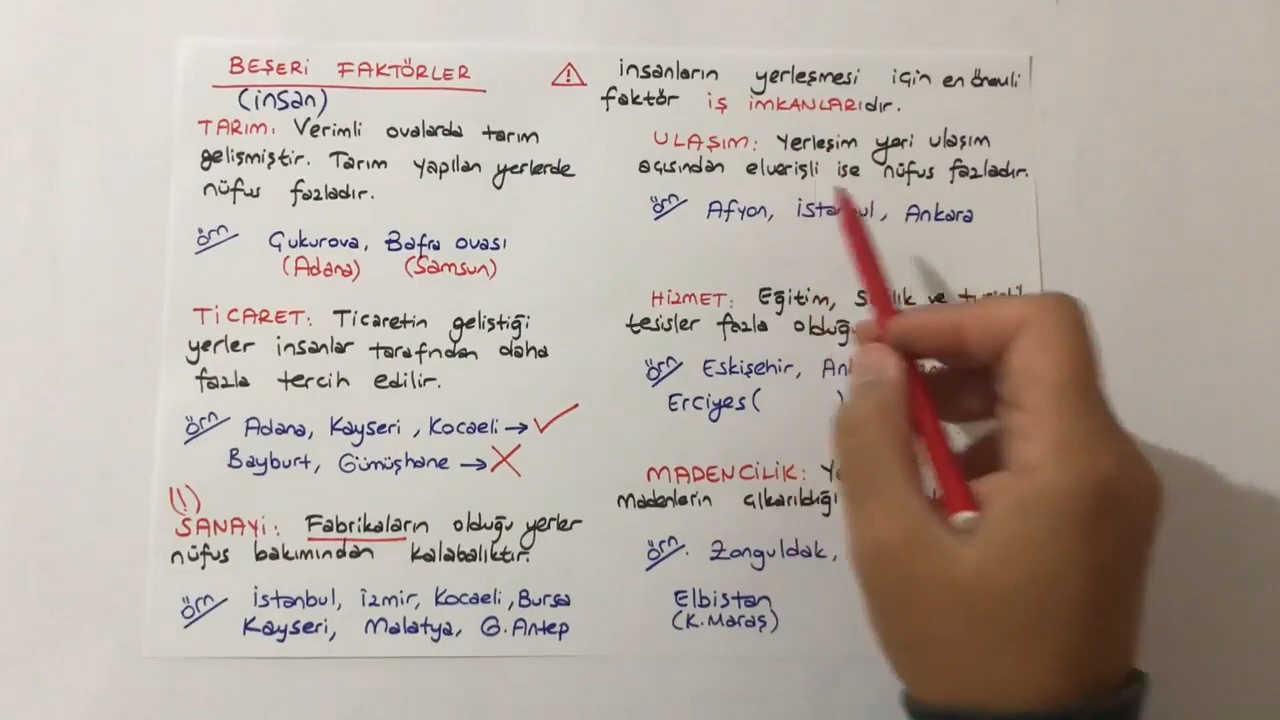 BEŞERİ FAKTÖRLER
(insan)
TARIM: Verimli ovalarda tarım
gelişmiştir. Tarım yapılan yerlerde
nüfus fazladır.
örn Çukurova, Bafra ovası
(Adana) (Samsun)
TİCARET: Ticaretin geliştiği
yerler insanlar tarafından daha
fazla tercih edilir.
örn Adana, Kayseri, Kocaeli → ✓
Bayburt, Gümüşhane → X
(!)
SANAYİ: Fabrikaların olduğu yerler
nüfus bakımından kalabalıktır.
örn İstanbul, İzmir, Kocaeli, Bursa
Kayseri, Malatya, G.Antep
⚠ insanların yerleşmesi için en önemli
faktör İŞ İMKANLARIdır.
ULAŞIM: Yerleşim yeri ulaşım
açısından elverişli ise nüfus fazladır.
örn Afyon, İstanbul, Ankara
HİZMET: Eğitim, ve
tesisler fazla
örn Eskişehir,
Erciyes( )
MADENCİLİK:
madenlerin çıkarıldığı
örn. Zonguldak,
Elbistan
(K.Maraş)